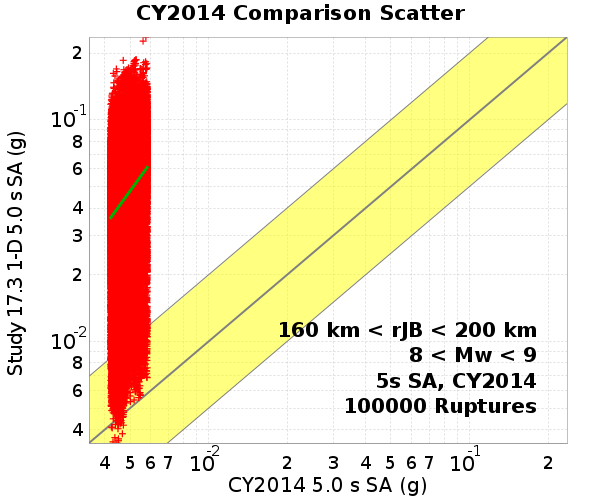 CY2014 Comparison Scatter
Study 17.3 1-D 5.0 s SA (g)
2
10-1
8
6
4
3
2
10-2
8
6
4
160 km < rJB < 200 km
8 < Mw < 9
5s SA, CY2014
100000 Ruptures
4 5 6 7 10-2 2 3 4 5 6 7 10-1 2
CY2014 5.0 s SA (g)